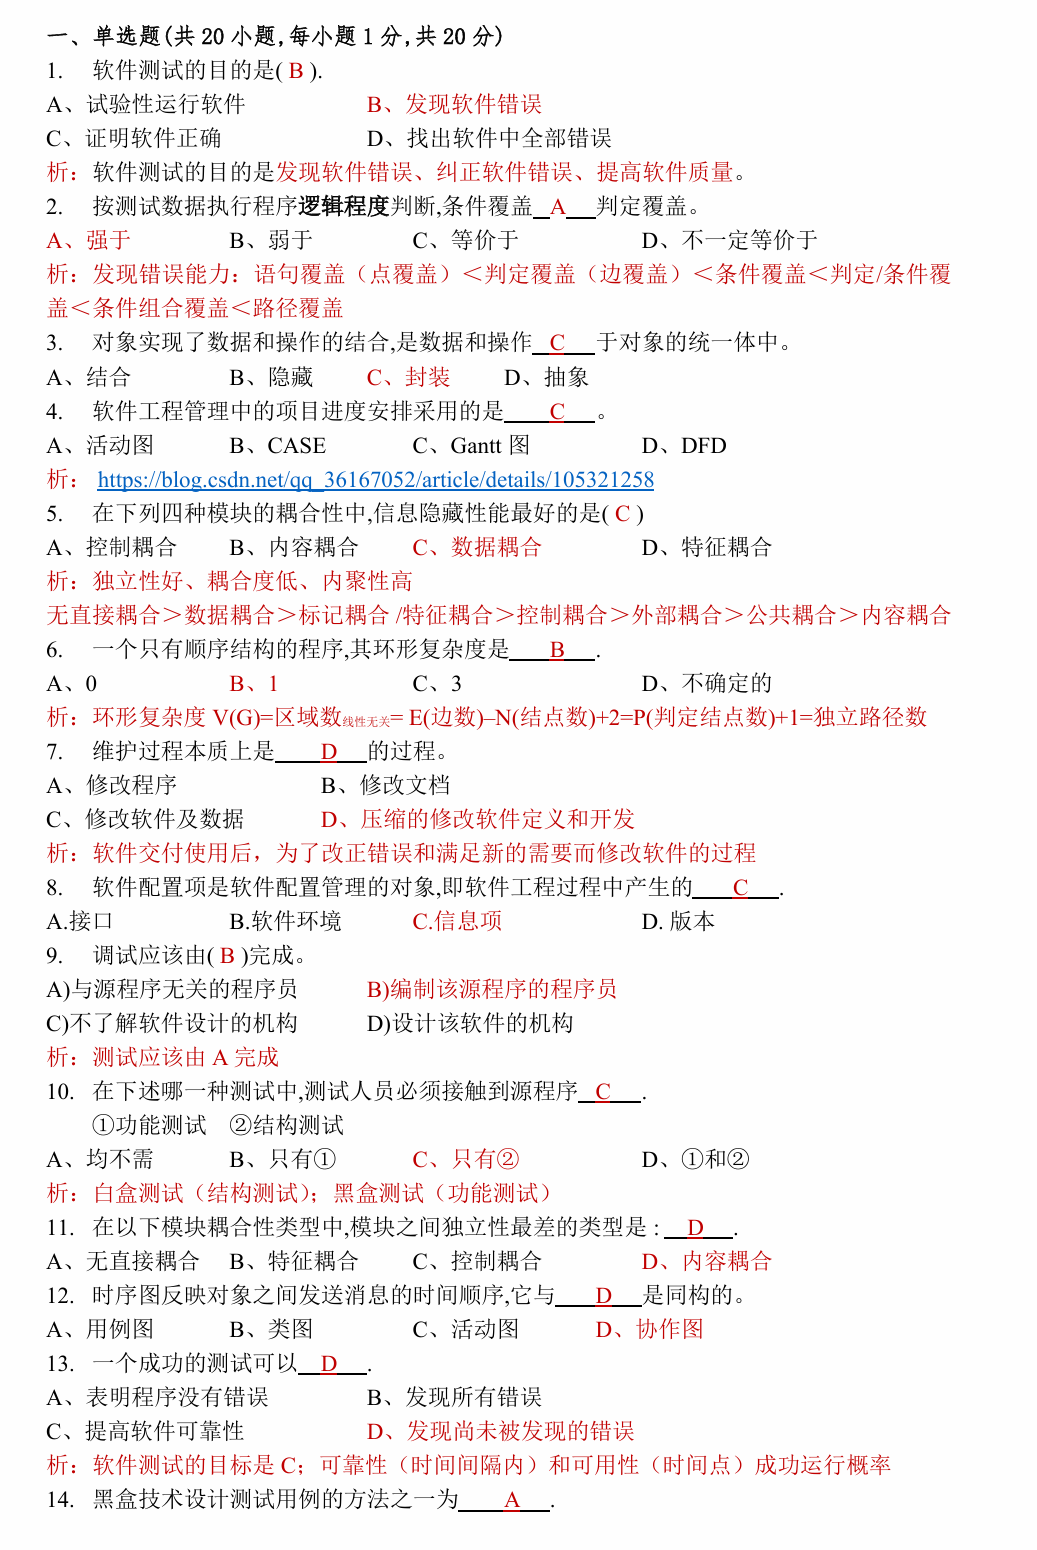 一、单选题(共 20 小题,每小题 1 分,共 20 分)
1. 软件测试的目的是( B ).
A、试验性运行软件 B、发现软件错误
C、证明软件正确 D、找出软件中全部错误
析：软件测试的目的是发现软件错误、纠正软件错误、提高软件质量。
2. 按测试数据执行程序逻辑程度判断,条件覆盖 A 判定覆盖。
A、强于 B、弱于 C、等价于 D、不一定等价于
析：发现错误能力：语句覆盖（点覆盖）＜判定覆盖（边覆盖）＜条件覆盖＜判定/条件覆
盖＜条件组合覆盖＜路径覆盖
3. 对象实现了数据和操作的结合,是数据和操作 C 于对象的统一体中。
A、结合 B、隐藏 C、封装 D、抽象
4. 软件工程管理中的项目进度安排采用的是 C 。
A、活动图 B、CASE C、Gantt 图 D、DFD
析： https://blog.csdn.net/qq_36167052/article/details/105321258
5. 在下列四种模块的耦合性中,信息隐藏性能最好的是( C )
A、控制耦合 B、内容耦合 C、数据耦合 D、特征耦合
析：独立性好、耦合度低、内聚性高
无直接耦合＞数据耦合＞标记耦合 /特征耦合＞控制耦合＞外部耦合＞公共耦合＞内容耦合
6. 一个只有顺序结构的程序,其环形复杂度是 B .
A、0 B、1 C、3 D、不确定的
析：环形复杂度 V(G)=区域数线性无关= E(边数)–N(结点数)+2=P(判定结点数)+1=独立路径数
7. 维护过程本质上是 D 的过程。
A、修改程序 B、修改文档
C、修改软件及数据 D、压缩的修改软件定义和开发
析：软件交付使用后，为了改正错误和满足新的需要而修改软件的过程
8. 软件配置项是软件配置管理的对象,即软件工程过程中产生的 C .
A.接口 B.软件环境 C.信息项 D. 版本
9. 调试应该由( B )完成。
A)与源程序无关的程序员 B)编制该源程序的程序员
C)不了解软件设计的机构 D)设计该软件的机构
析：测试应该由 A 完成
10. 在下述哪一种测试中,测试人员必须接触到源程序 C .
①功能测试 ②结构测试
A、均不需 B、只有① C、只有② D、①和②
析：白盒测试（结构测试）；黑盒测试（功能测试）
11. 在以下模块耦合性类型中,模块之间独立性最差的类型是 : D .
A、无直接耦合 B、特征耦合 C、控制耦合 D、内容耦合
12. 时序图反映对象之间发送消息的时间顺序,它与 D 是同构的。
A、用例图 B、类图 C、活动图 D、协作图
13. 一个成功的测试可以 D .
A、表明程序没有错误 B、发现所有错误
C、提高软件可靠性 D、发现尚未被发现的错误
析：软件测试的目标是 C；可靠性（时间间隔内）和可用性（时间点）成功运行概率
14. 黑盒技术设计测试用例的方法之一为 A .